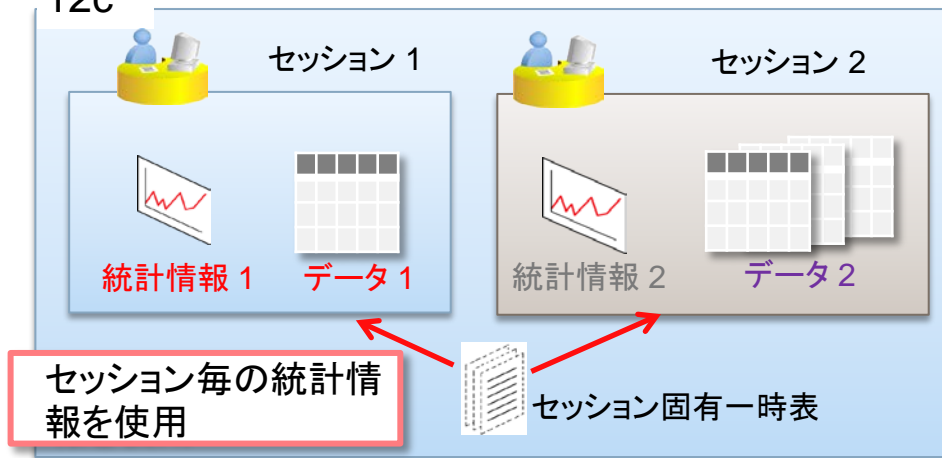 12c
セッション 1
セッション 2
統計情報 1
データ 1
統計情報 2
データ 2
セッション毎の統計情
報を使用
セッション固有一時表